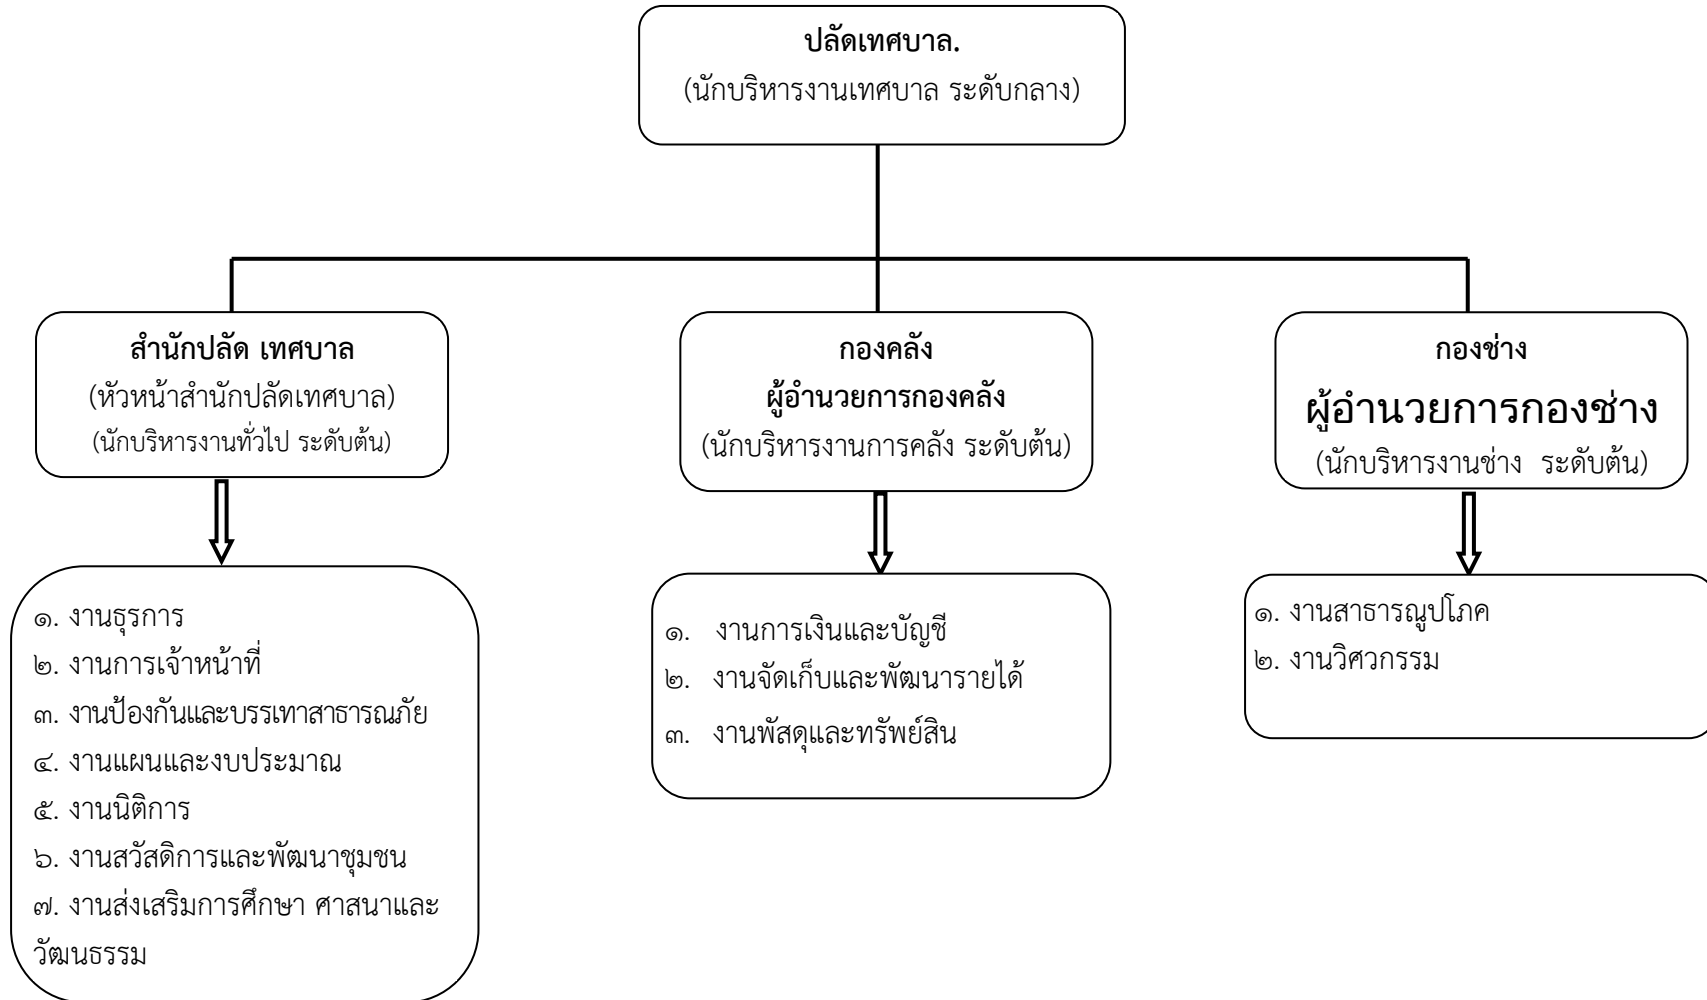 ปลัดเทศบาล.
(นักบริหารงานเทศบาล ระดับกลาง)
สำนักปลัด เทศบาล
(หัวหน้าสำนักปลัดเทศบาล)
(นักบริหารงานทั่วไป ระดับต้น)
กองคลัง
ผู้อำนวยการกองคลัง
(นักบริหารงานการคลัง ระดับต้น)
กองช่าง
ผู้อำนวยการกองช่าง
(นักบริหารงานช่าง ระดับต้น)
๑. งานธุรการ
๒. งานการเจ้าหน้าที่
๓. งานป้องกันและบรรเทาสาธารณภัย
๔. งานแผนและงบประมาณ
๕. งานนิติการ
๖. งานสวัสดิการและพัฒนาชุมชน
๗. งานส่งเสริมการศึกษา ศาสนาและ
วัฒนธรรม
๑. งานการเงินและบัญชี
๒. งานจัดเก็บและพัฒนารายได้
๓. งานพัสดุและทรัพย์สิน
๑. งานสาธารณูปโภค
๒. งานวิศวกรรม